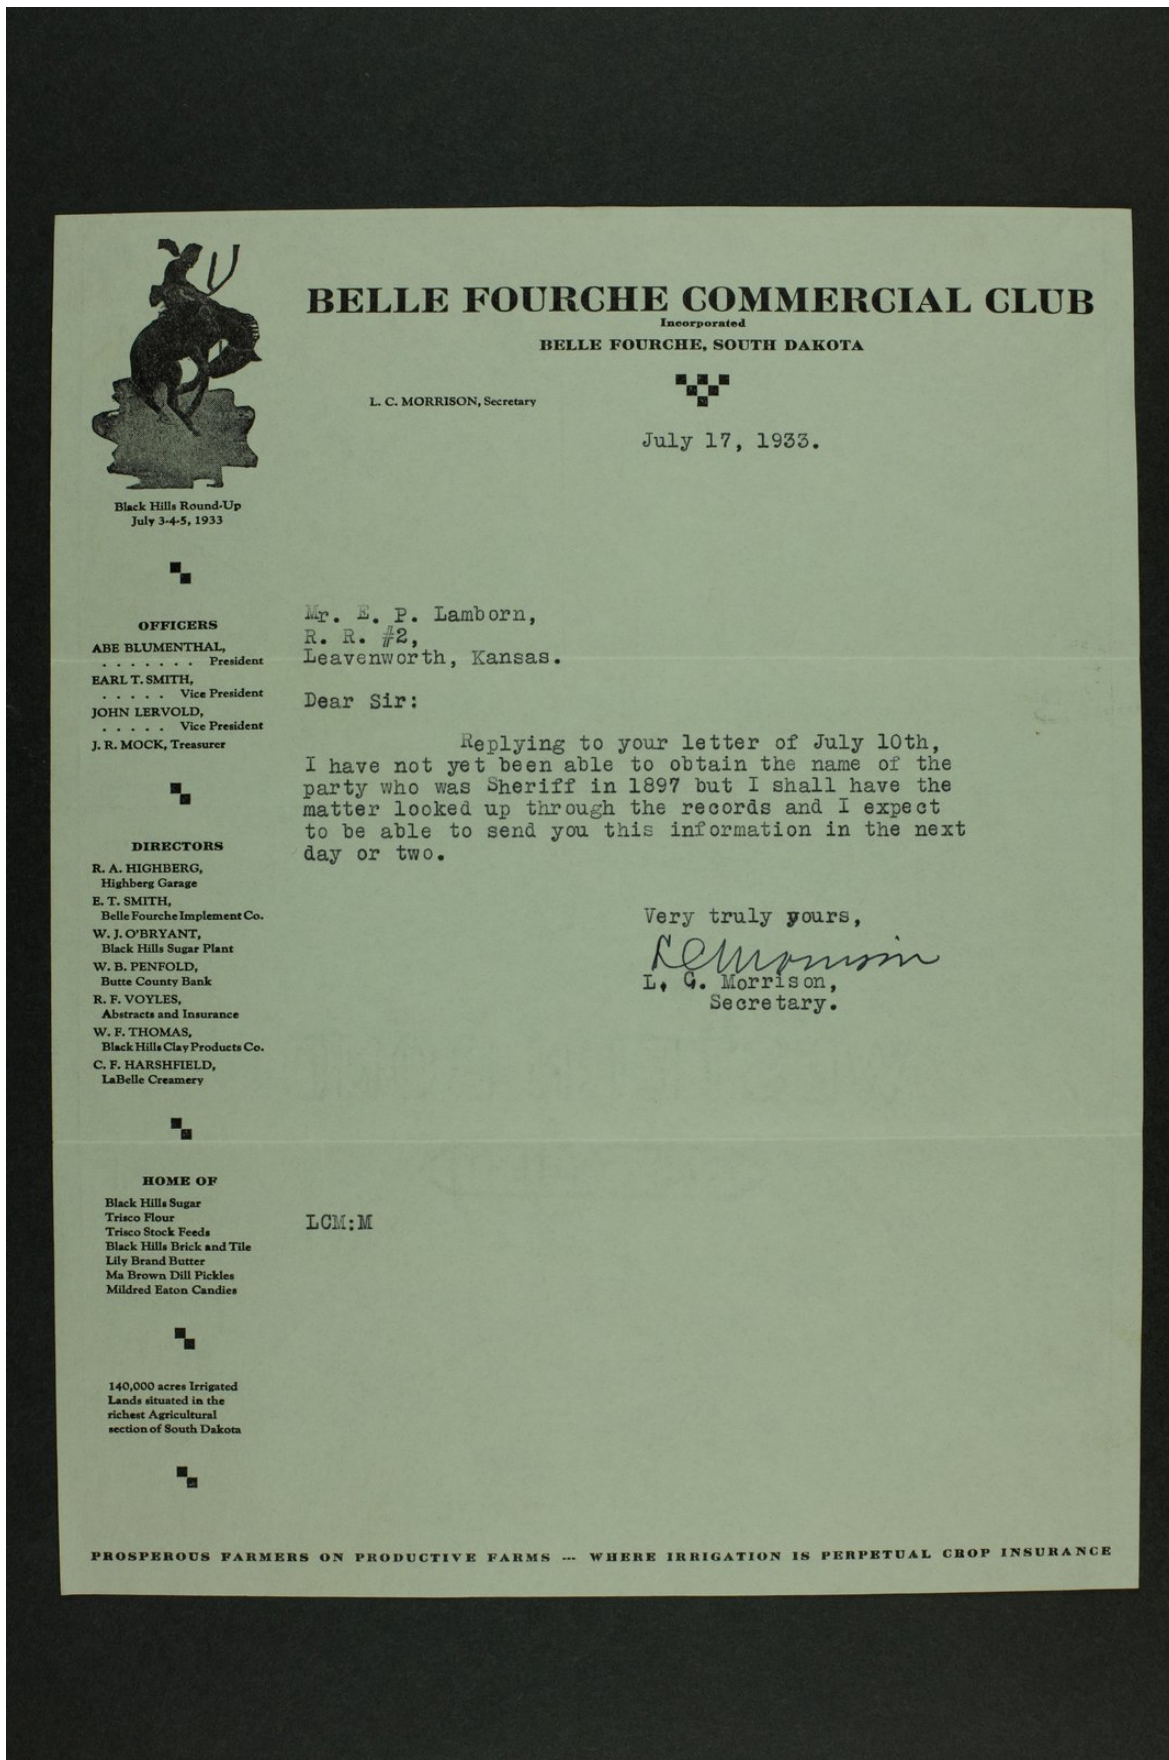 BELLE FOURCHE COMMERCIAL CLUB
Incorporated
BELLE FOURCHE, SOUTH DAKOTA
L. C. MORRISON, Secretary
July 17, 1933.
Black Hills Round-Up
July 3-4-5, 1933
OFFICERS
ABE BLUMENTHAL,
. . . . . . . President
EARL T. SMITH,
. . . . . Vice President
JOHN LERVOLD,
. . . . . Vice President
J. R. MOCK, Treasurer
DIRECTORS
R. A. HIGHBERG,
Highberg Garage
E. T. SMITH,
Belle Fourche Implement Co.
W. J. O'BRYANT,
Black Hills Sugar Plant
W. B. PENFOLD,
Butte County Bank
R. F. VOYLES,
Abstracts and Insurance
W. F. THOMAS,
Black Hills Clay Products Co.
C. F. HARSHFIELD,
LaBelle Creamery
HOME OF
Black Hills Sugar
Trisco Flour
Trisco Stock Feeds
Black Hills Brick and Tile
Lily Brand Butter
Ma Brown Dill Pickles
Mildred Eaton Candies
140,000 acres Irrigated
Lands situated in the
richest Agricultural
section of South Dakota
Mr. E. P. Lamborn,
R. R. #2,
Leavenworth, Kansas.
Dear Sir:
Replying to your letter of July 10th,
I have not yet been able to obtain the name of the
party who was Sheriff in 1897 but I shall have the
matter looked up through the records and I expect
to be able to send you this information in the next
day or two.
Very truly yours,
LCMorrison
L. C. Morrison,
Secretary.
LCM:M
PROSPEROUS FARMERS ON PRODUCTIVE FARMS --- WHERE IRRIGATION IS PERPETUAL CROP INSURANCE